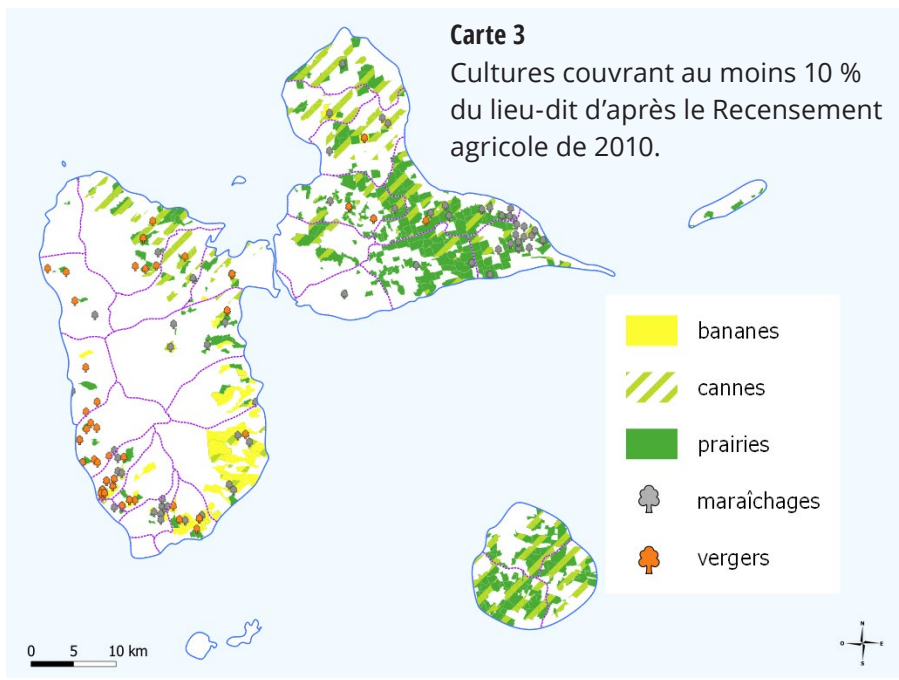 Carte 3
Cultures couvrant au moins 10 %
du lieu-dit d’après le Recensement
agricole de 2010.
bananes
cannes
prairies
maraîchages
vergers
0 5 10 km
N
O E
S